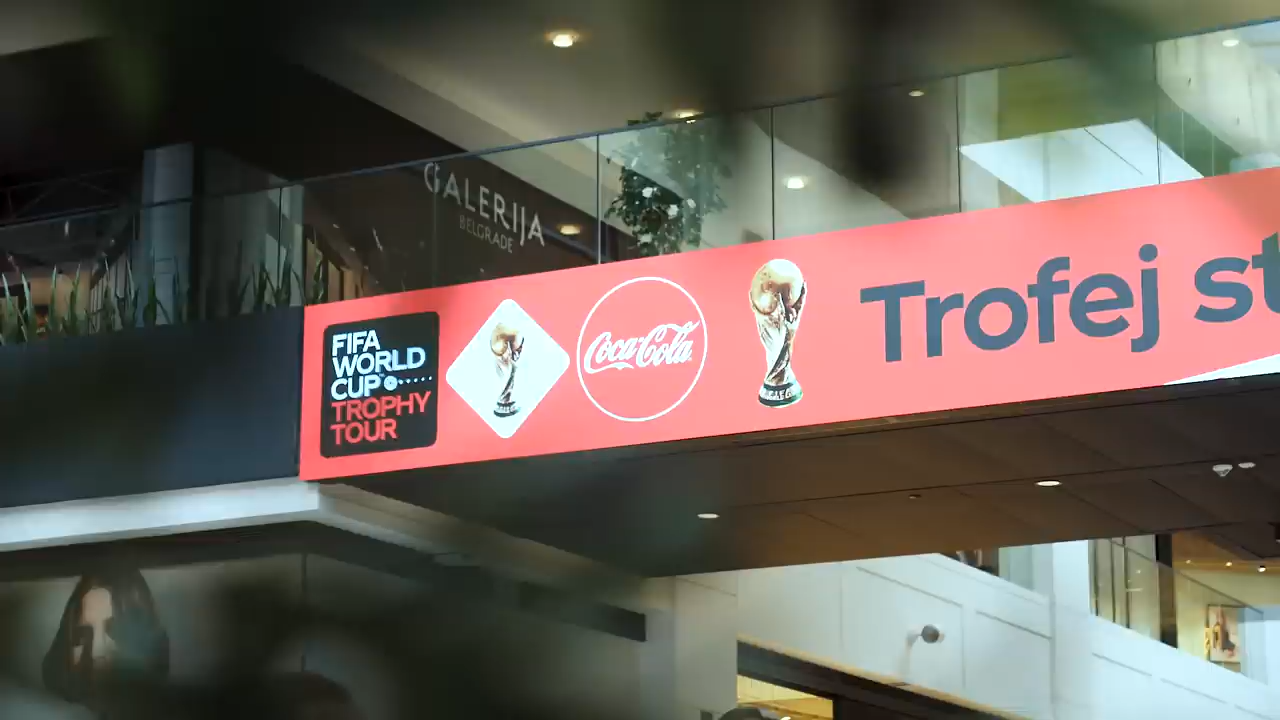 GALERIJA
BELGRADE
FIFA
WORLD
CUP
TROPHY
TOUR
Coca-Cola
Trofej st